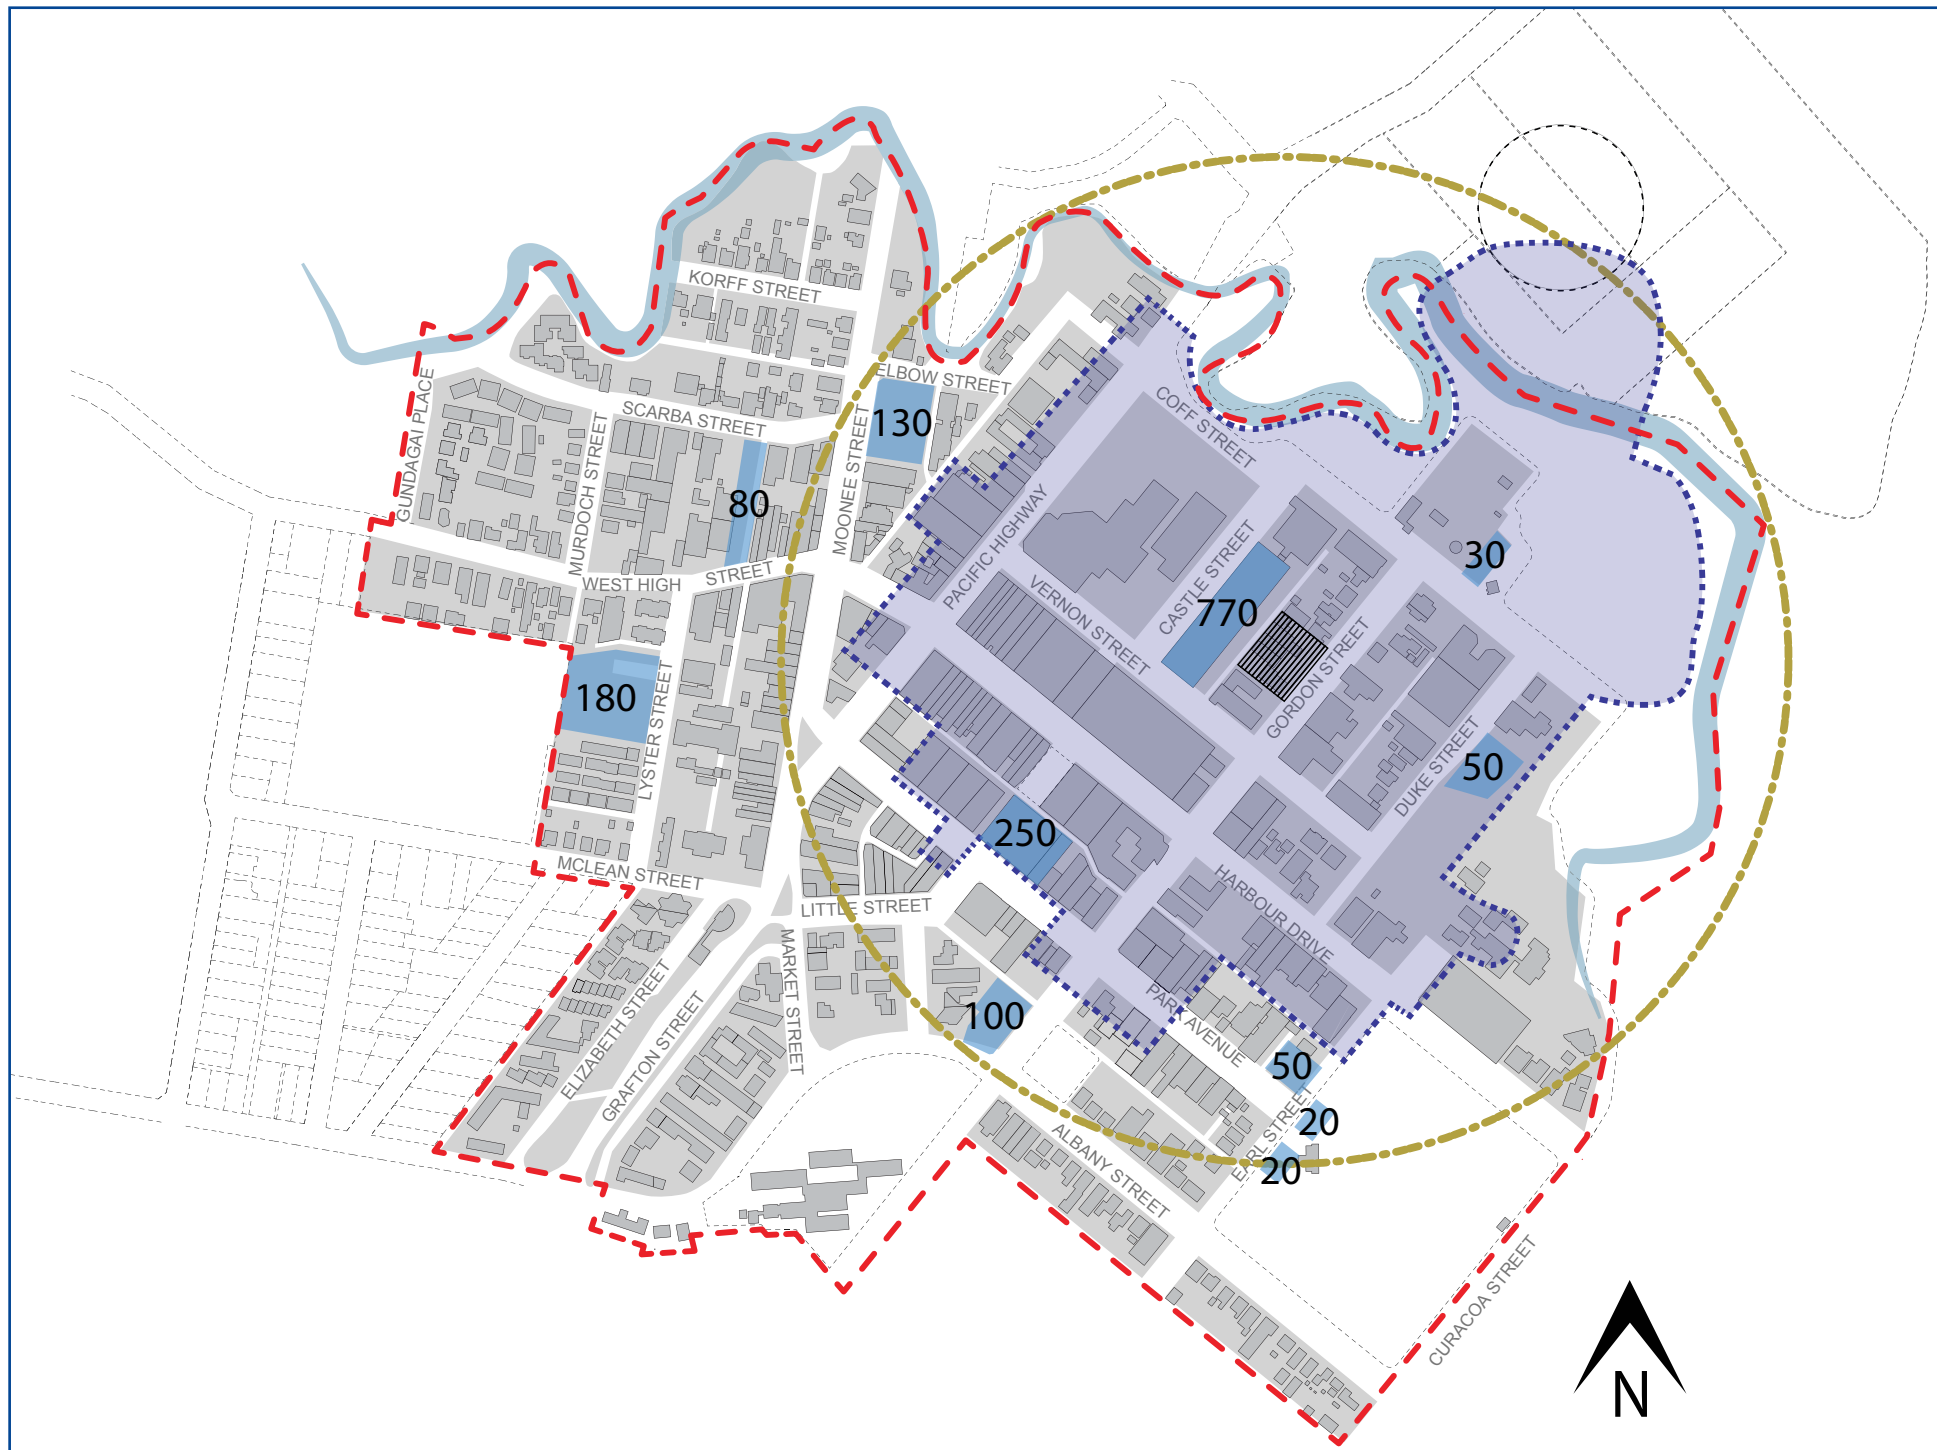 KORFF STREET
ELBOW STREET
GUNDAGAI PLACE
SCARBA STREET
MURDOCH STREET
MOONEE STREET
130
80
COFF STREET
PACIFIC HIGHWAY
CASTLE STREET
30
WEST HIGH STREET
VERNON STREET
770
GORDON STREET
180
LYSTER STREET
DUKE STREET
50
250
MCLEAN STREET
HARBOUR DRIVE
LITTLE STREET
MARKET STREET
ELIZABETH STREET
GRAFTON STREET
100
PARK AVENUE
50
20
EARL STREET
20
ALBANY STREET
CURACOA STREET
N